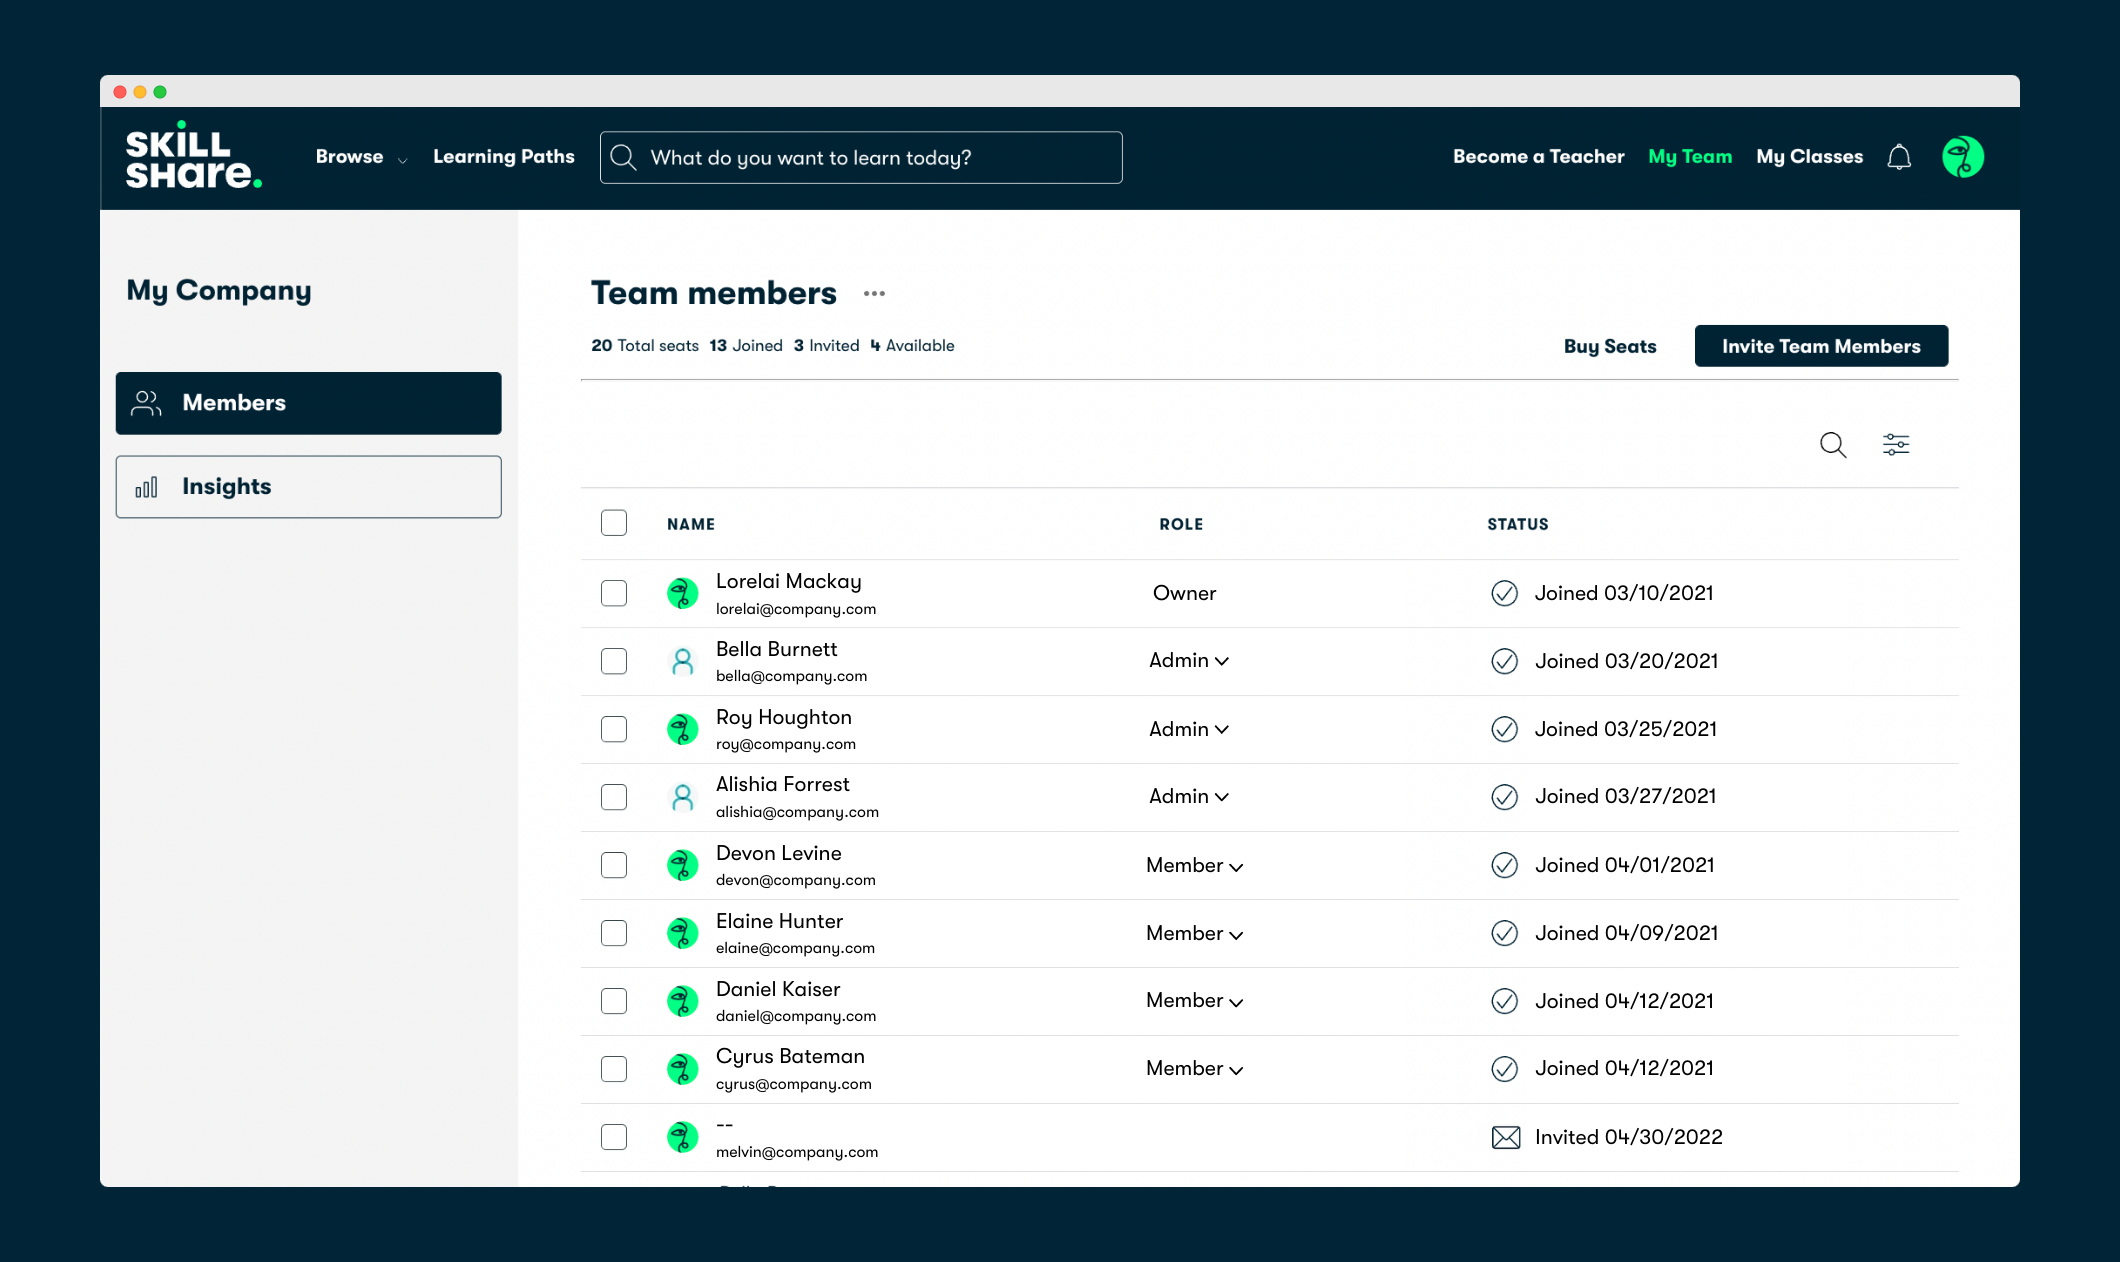 SKILL
SHARE.
Browse
Learning Paths
What do you want to learn today?
Become a Teacher
My Team
My Classes
My Company
Members
Insights
Team members
20 Total seats 13 Joined 3 Invited 4 Available
Buy Seats
Invite Team Members
NAME ROLE STATUS
Lorelai Mackay
lorelai@company.com
Owner
Joined 03/10/2021
Bella Burnett
bella@company.com
Admin
Joined 03/20/2021
Roy Houghton
roy@company.com
Admin
Joined 03/25/2021
Alishia Forrest
alishia@company.com
Admin
Joined 03/27/2021
Devon Levine
devon@company.com
Member
Joined 04/01/2021
Elaine Hunter
elaine@company.com
Member
Joined 04/09/2021
Daniel Kaiser
daniel@company.com
Member
Joined 04/12/2021
Cyrus Bateman
cyrus@company.com
Member
Joined 04/12/2021
--
melvin@company.com
Invited 04/30/2022